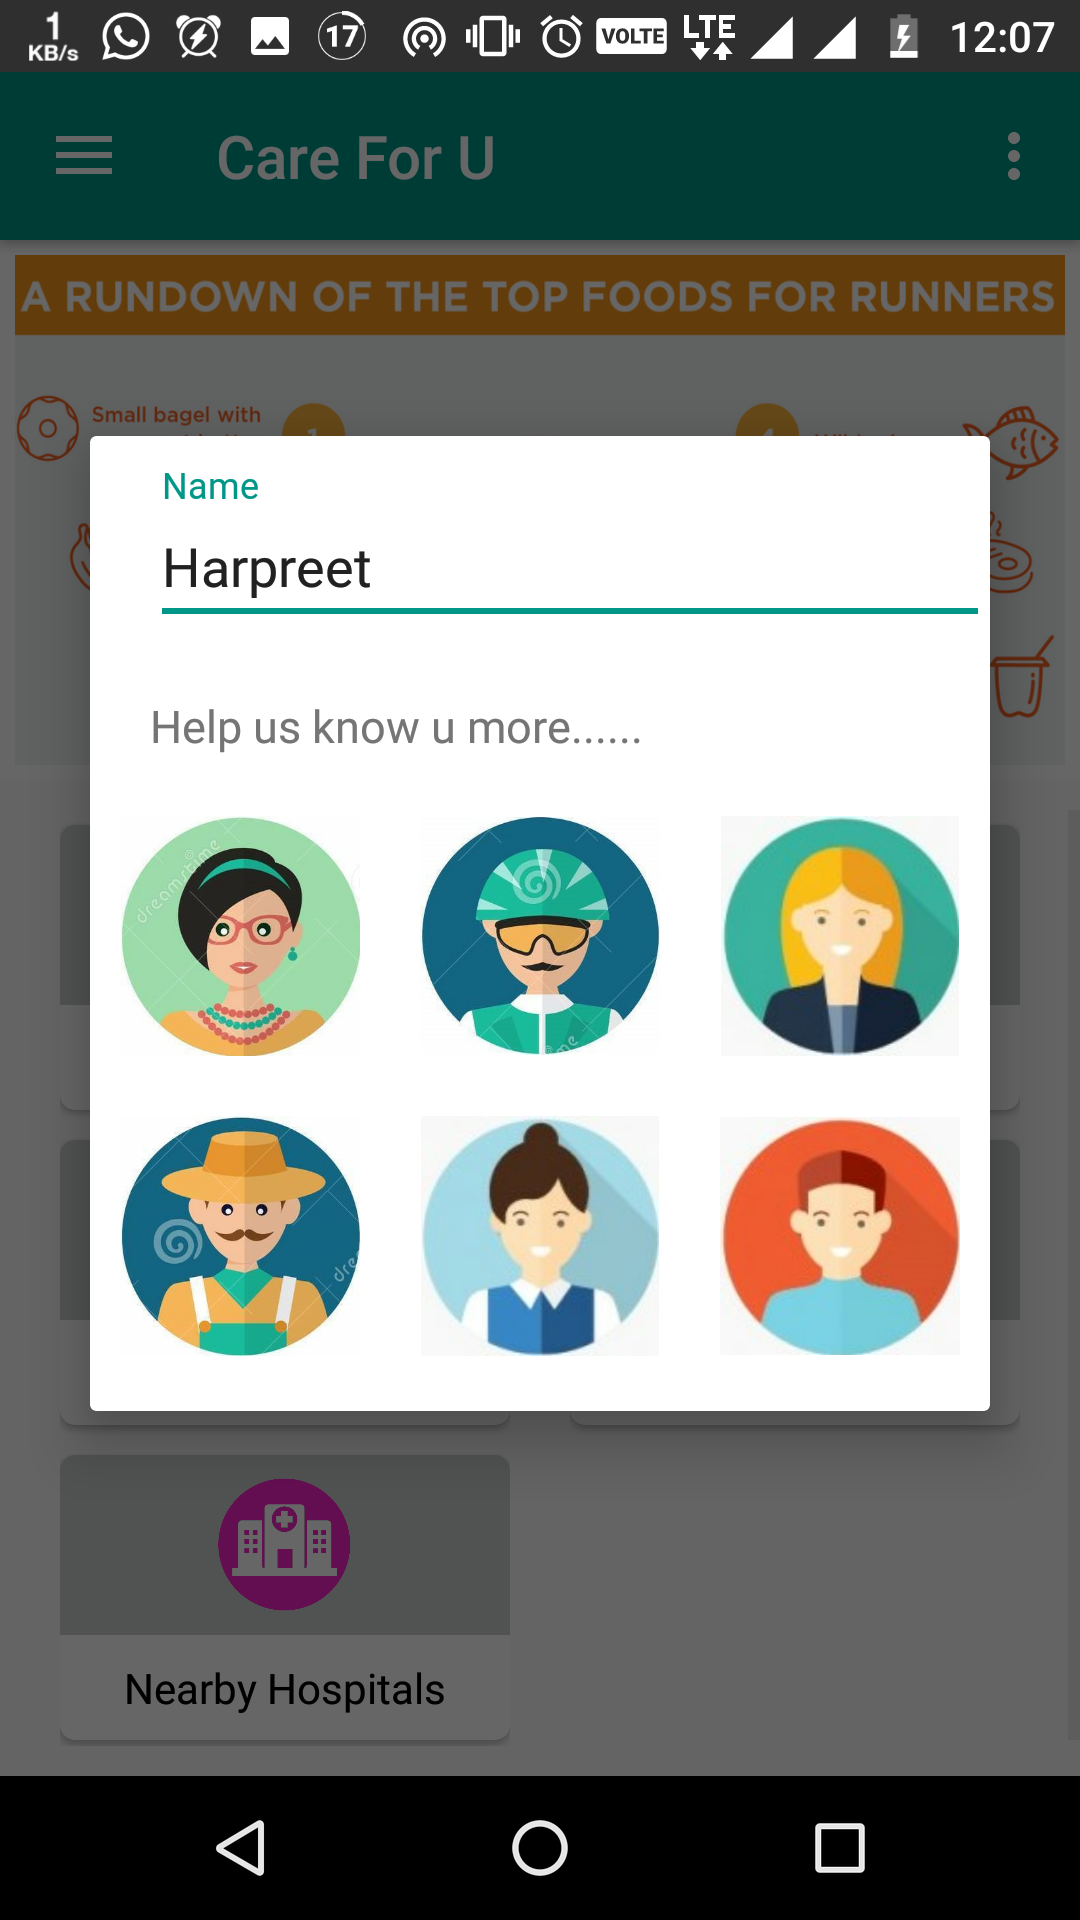 1
KB/s
17
VOLTE
LTE
12:07
Care For U
A RUNDOWN OF THE TOP FOODS FOR RUNNERS
Small bagel with
Name
Harpreet
Help us know u more......
dreamstime
Nearby Hospitals